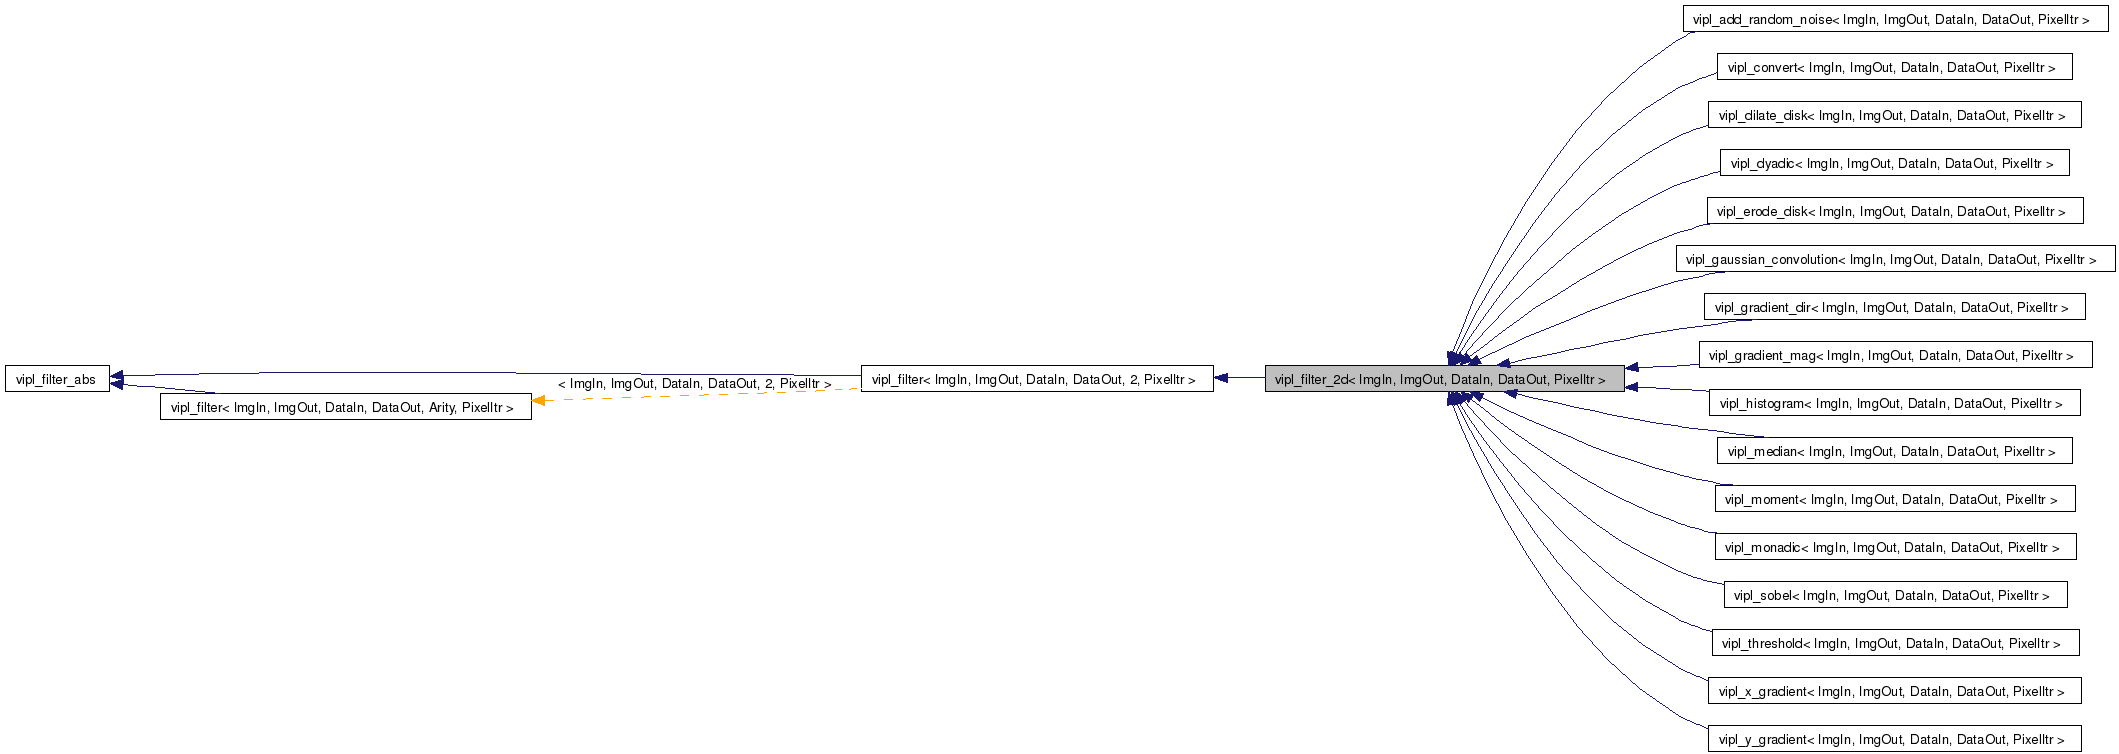 vipl_add_random_noise< ImgIn, ImgOut, DataIn, DataOut, PixelItr >
vipl_convert< ImgIn, ImgOut, DataIn, DataOut, PixelItr >
vipl_dilate_disk< ImgIn, ImgOut, DataIn, DataOut, PixelItr >
vipl_dyadic< ImgIn, ImgOut, DataIn, DataOut, PixelItr >
vipl_erode_disk< ImgIn, ImgOut, DataIn, DataOut, PixelItr >
vipl_gaussian_convolution< ImgIn, ImgOut, DataIn, DataOut, PixelItr >
vipl_gradient_dir< ImgIn, ImgOut, DataIn, DataOut, PixelItr >
vipl_gradient_mag< ImgIn, ImgOut, DataIn, DataOut, PixelItr >
vipl_filter_abs
< ImgIn, ImgOut, DataIn, DataOut, 2, PixelItr >
vipl_filter< ImgIn, ImgOut, DataIn, DataOut, 2, PixelItr >
vipl_filter_2d< ImgIn, ImgOut, DataIn, DataOut, PixelItr >
vipl_filter< ImgIn, ImgOut, DataIn, DataOut, Arity, PixelItr >
vipl_histogram< ImgIn, ImgOut, DataIn, DataOut, PixelItr >
vipl_median< ImgIn, ImgOut, DataIn, DataOut, PixelItr >
vipl_moment< ImgIn, ImgOut, DataIn, DataOut, PixelItr >
vipl_monadic< ImgIn, ImgOut, DataIn, DataOut, PixelItr >
vipl_sobel< ImgIn, ImgOut, DataIn, DataOut, PixelItr >
vipl_threshold< ImgIn, ImgOut, DataIn, DataOut, PixelItr >
vipl_x_gradient< ImgIn, ImgOut, DataIn, DataOut, PixelItr >
vipl_y_gradient< ImgIn, ImgOut, DataIn, DataOut, PixelItr >